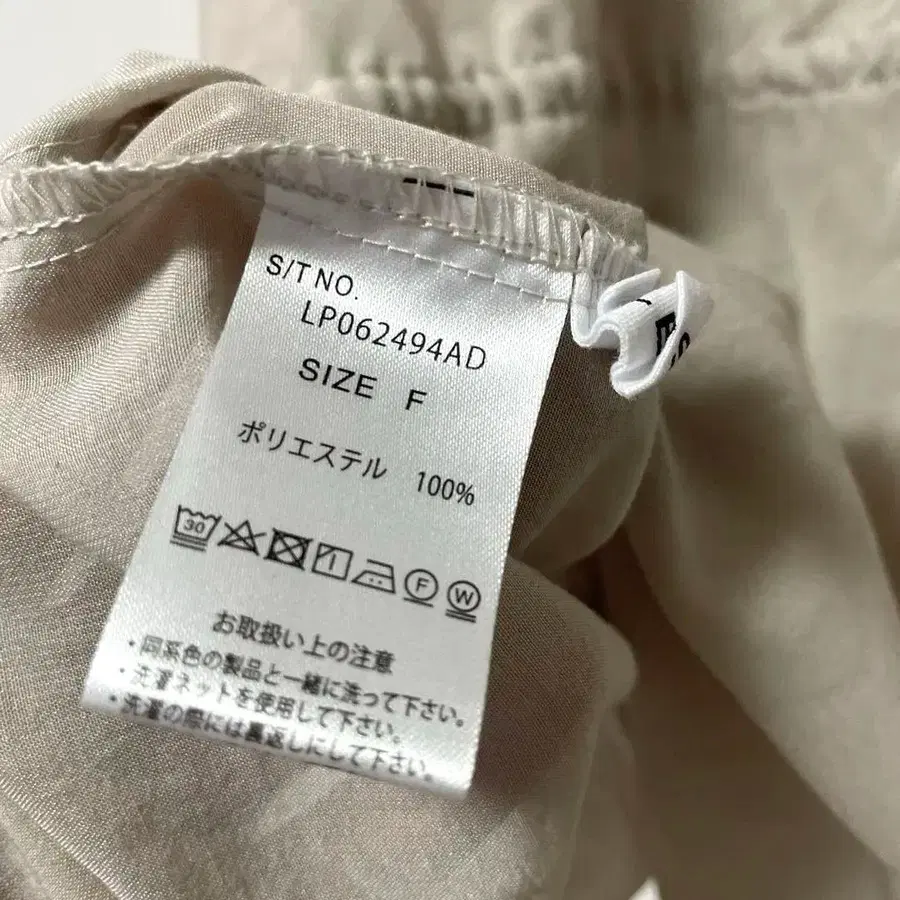 S/T NO.
LP062494AD
SIZE F
ポリエステル 100%
30
F
W
お取扱い上の注意
・同系色の製品と一緒に洗って下さい。
・洗濯ネットを使用して下さい。
・洗濯の際には裏返しにして下さい。